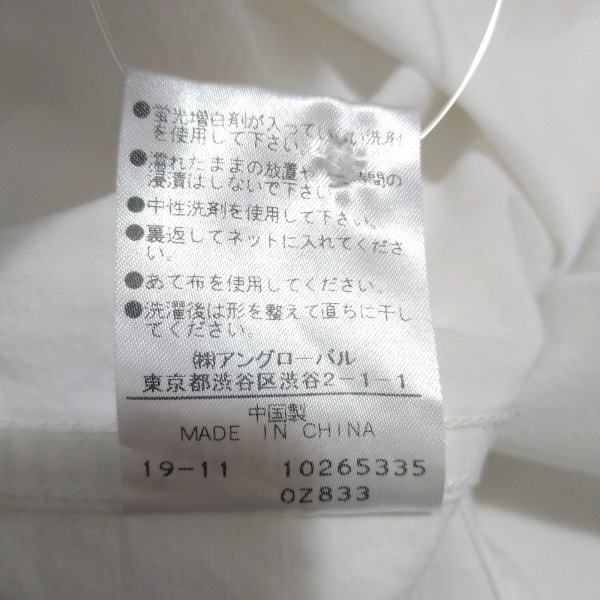 ●蛍光増白剤が入っていない洗剤
を使用して下さい。
●濡れたままの放置や 時間の
浸漬はしないで下さい
●中性洗剤を使用して下さい。
●裏返してネットに入れてくださ
い。
●あて布を使用してください。
●洗濯後は形を整えて直ちに干し
てください。
㈱アングローバル
東京都渋谷区渋谷2-1-1
中国製
MADE IN CHINA
19-11 10265335
0Z833